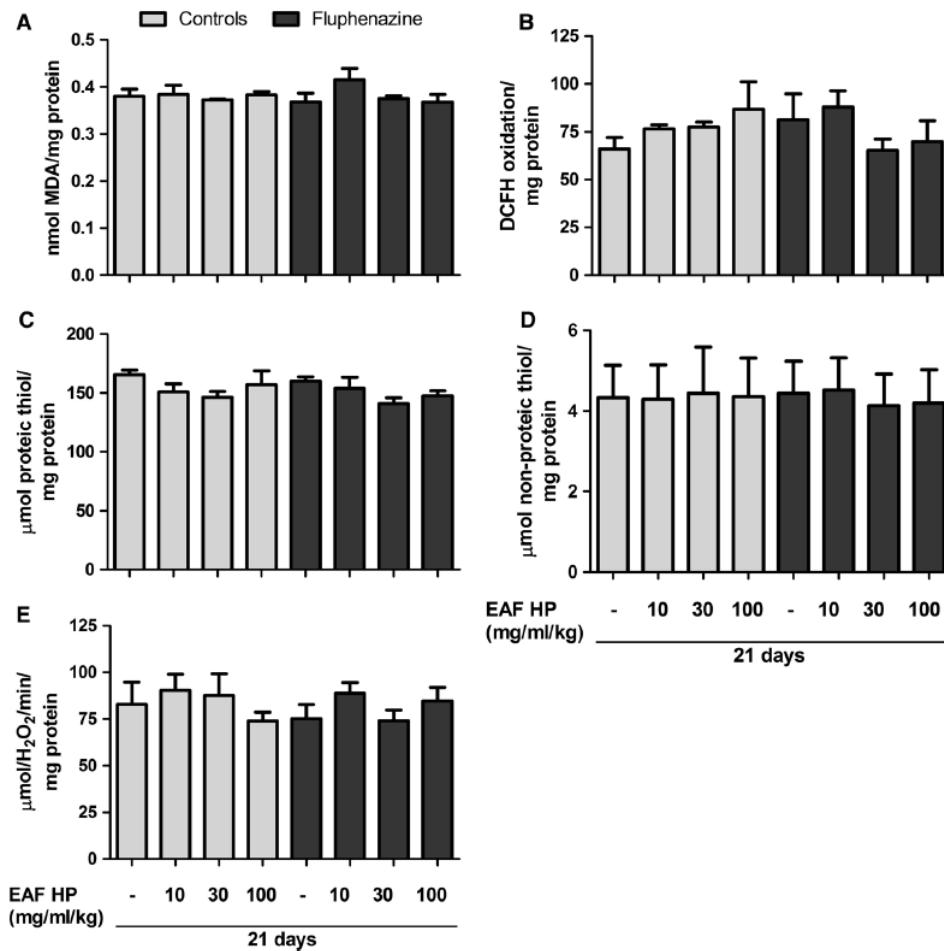 A
Controls
Fluphenazine
nmol MDA/mg protein
0.5
0.4
0.3
0.2
0.1
0.0
B
DCFH oxidation/
mg protein
125
100
75
50
25
0
C
μmol proteic thiol/
mg protein
200
150
100
50
0
D
μmol non-proteic thiol/
mg protein
6
4
2
0
EAF HP - 10 30 100 - 10 30 100
(mg/ml/kg)
21 days
E
μmol/H₂O₂/min/
mg protein
125
100
75
50
25
0
EAF HP - 10 30 100 - 10 30 100
(mg/ml/kg)
21 days